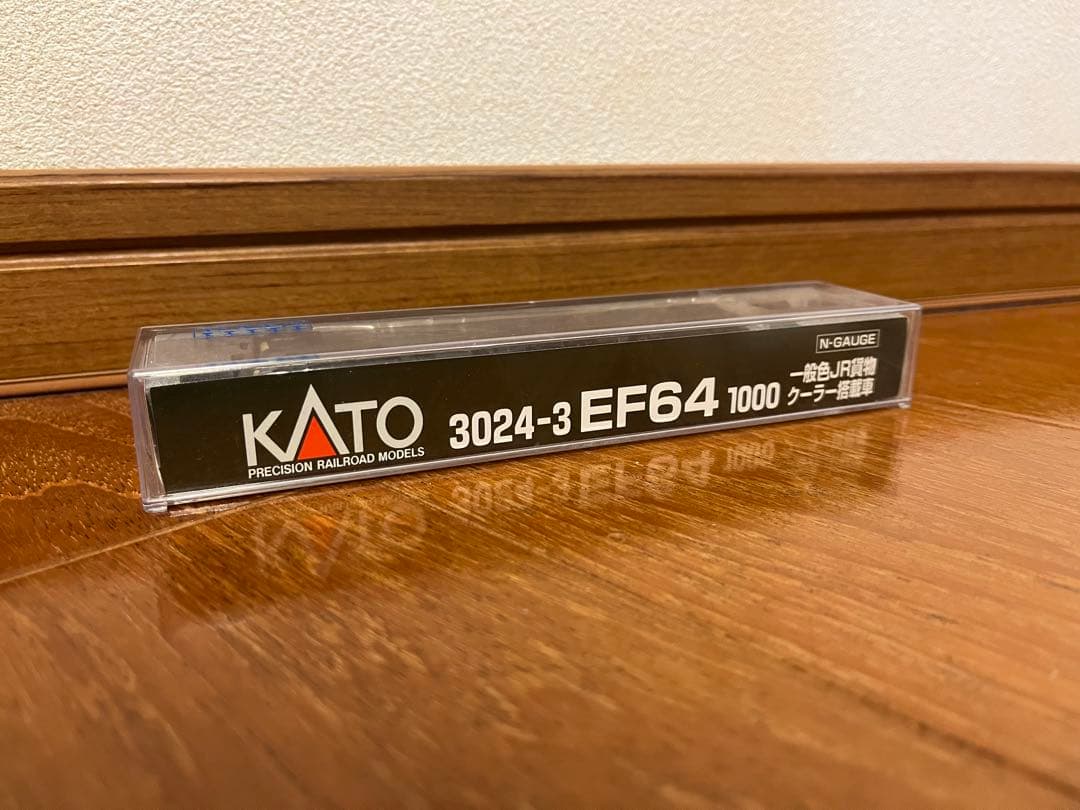 KATO
PRECISION RAILROAD MODELS
3024-3 EF64 1000
N-GAUGE
一般色JR貨物
クーラー搭載車